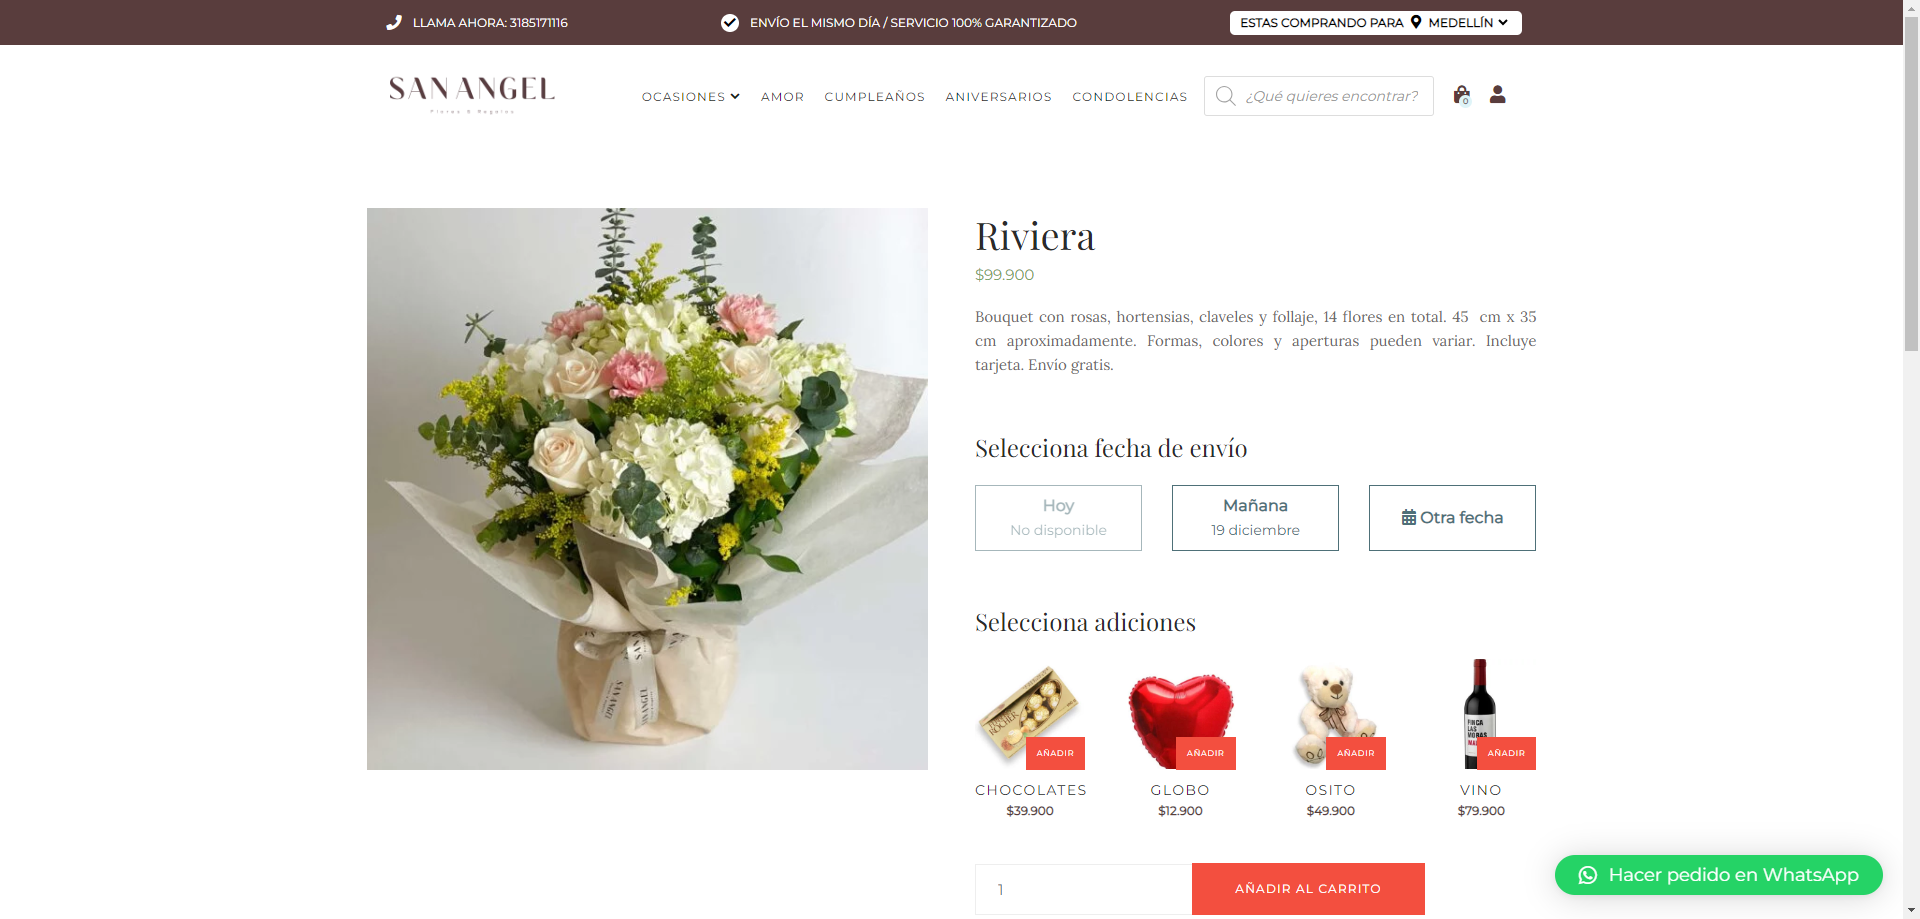 LLAMA AHORA: 3185171116
ENVÍO EL MISMO DÍA / SERVICIO 100% GARANTIZADO
ESTAS COMPRANDO PARA MEDELLÍN
SAN ANGEL
Flores & Regalos
OCASIONES
AMOR
CUMPLEAÑOS
ANIVERSARIOS
CONDOLENCIAS
¿Qué quieres encontrar?
0
Riviera
$99.900
Bouquet con rosas, hortensias, claveles y follaje, 14 flores en total. 45 cm x 35
cm aproximadamente. Formas, colores y aperturas pueden variar. Incluye
tarjeta. Envío gratis.
Selecciona fecha de envío
Hoy
No disponible
Mañana
19 diciembre
Otra fecha
Selecciona adiciones
AÑADIR
AÑADIR
AÑADIR
FINCA
LAS
MORAS
AÑADIR
CHOCOLATES
$39.900
GLOBO
$12.900
OSITO
$49.900
VINO
$79.900
1
AÑADIR AL CARRITO
Hacer pedido en WhatsApp